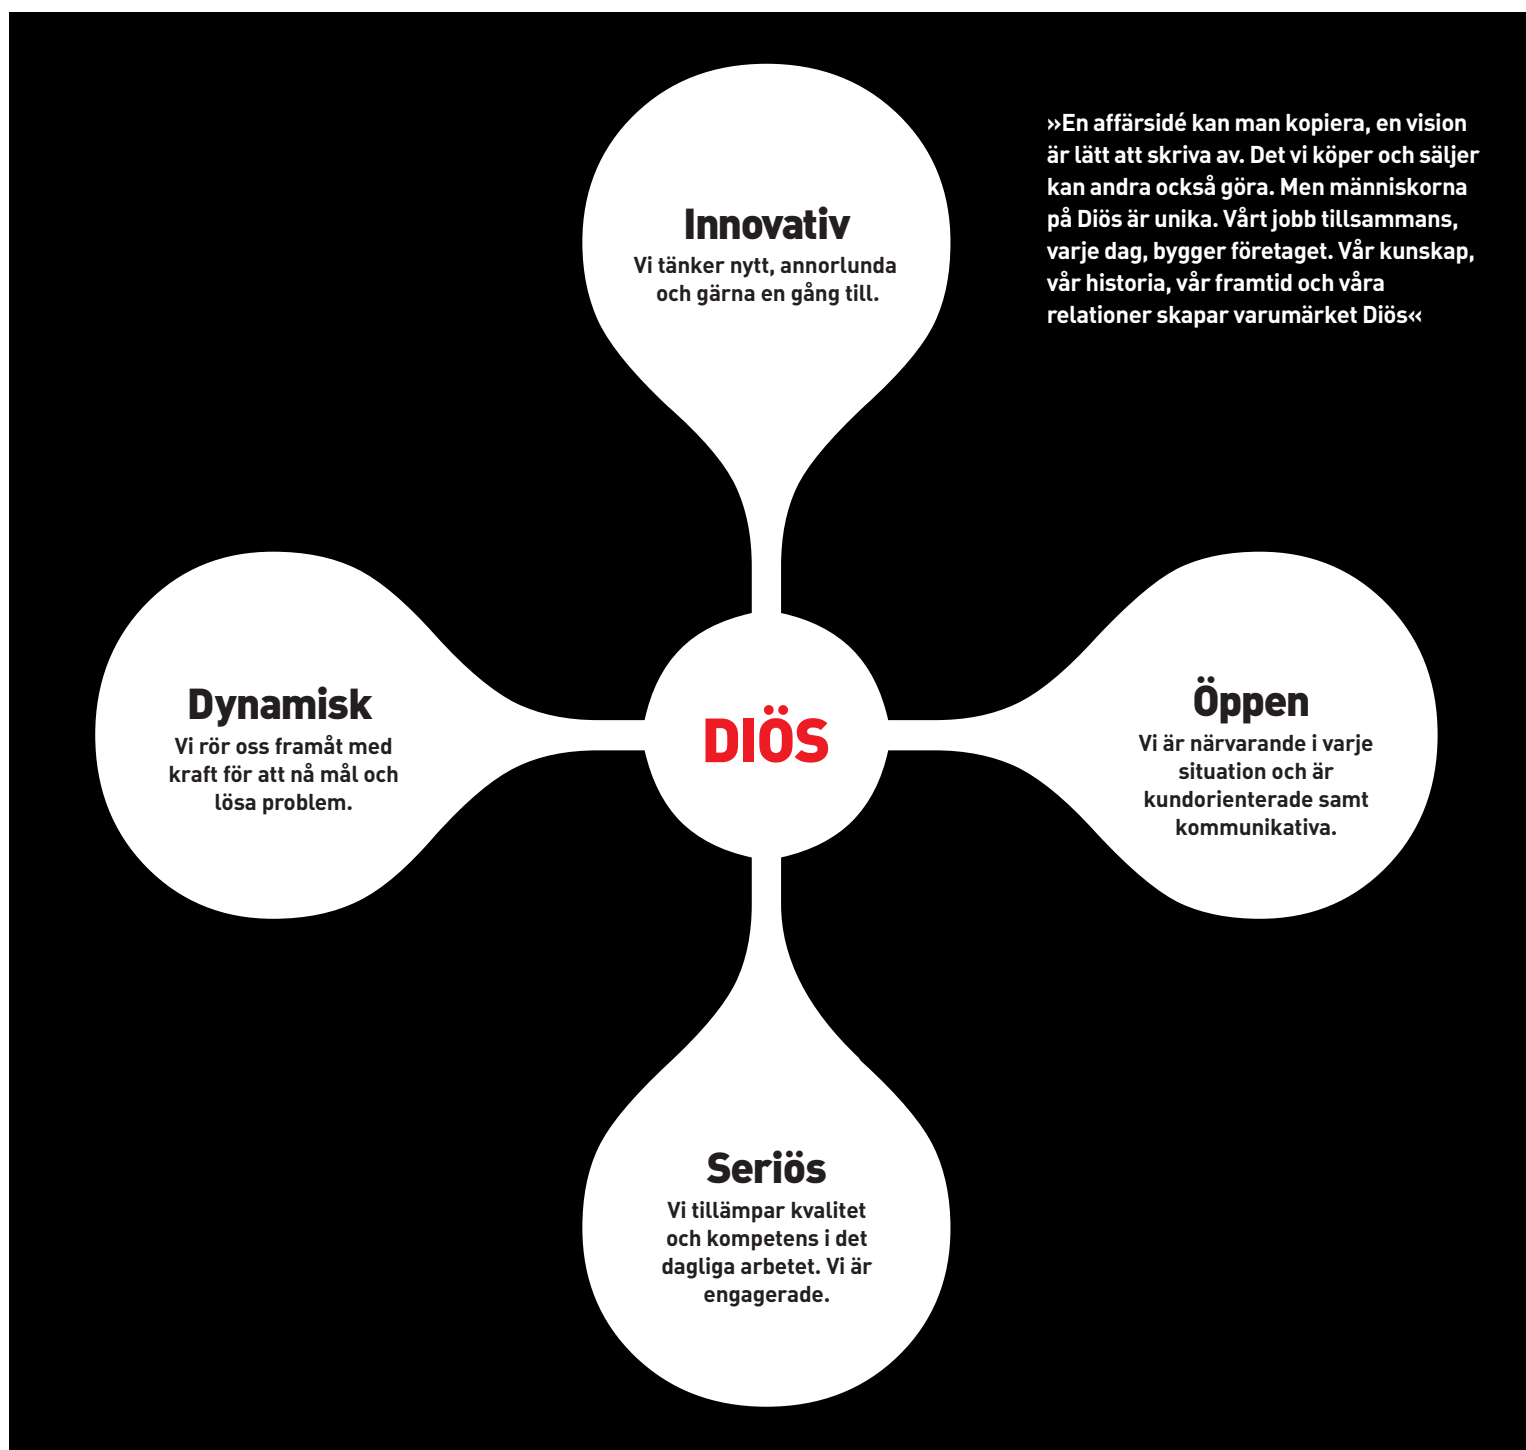 Innovativ
Vi tänker nytt, annorlunda
och gärna en gång till.
»En affärsidé kan man kopiera, en vision
är lätt att skriva av. Det vi köper och säljer
kan andra också göra. Men människorna
på Diös är unika. Vårt jobb tillsammans,
varje dag, bygger företaget. Vår kunskap,
vår historia, vår framtid och våra
relationer skapar varumärket Diös«
Dynamisk
Vi rör oss framåt med
kraft för att nå mål och
lösa problem.
DIÖS
Öppen
Vi är närvarande i varje
situation och är
kundorienterade samt
kommunikativa.
Seriös
Vi tillämpar kvalitet
och kompetens i det
dagliga arbetet. Vi är
engagerade.